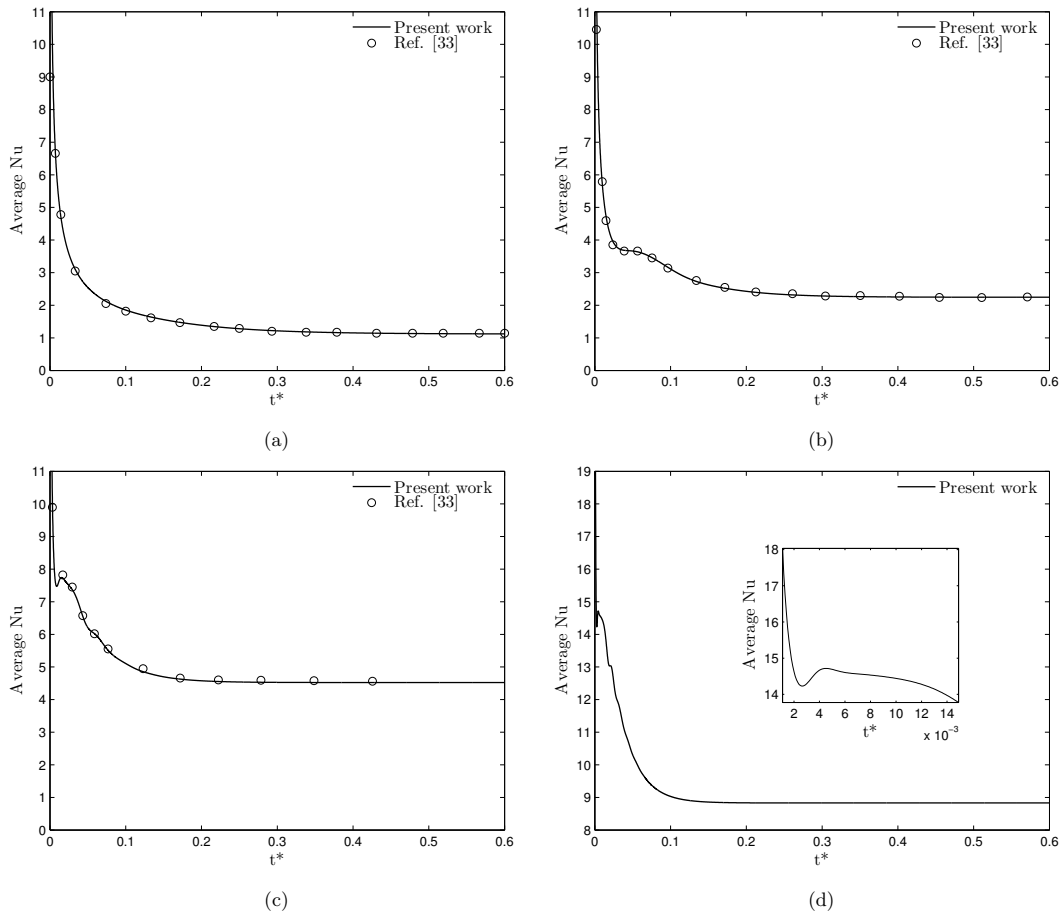 11
10
9
8
7
6
5
4
3
2
1
0
Average Nu
Present work
Ref. [33]
0 0.1 0.2 0.3 0.4 0.5 0.6
t*
(a)
11
10
9
8
7
6
5
4
3
2
1
0
Average Nu
Present work
Ref. [33]
0 0.1 0.2 0.3 0.4 0.5 0.6
t*
(b)
11
10
9
8
7
6
5
4
3
2
1
0
Average Nu
Present work
Ref. [33]
0 0.1 0.2 0.3 0.4 0.5 0.6
t*
(c)
19
18
17
16
15
14
13
12
11
10
9
8
Average Nu
Present work
18
17
16
15
14
Average Nu
2 4 6 8 10 12 14
t*
x 10⁻³
0 0.1 0.2 0.3 0.4 0.5 0.6
t*
(d)